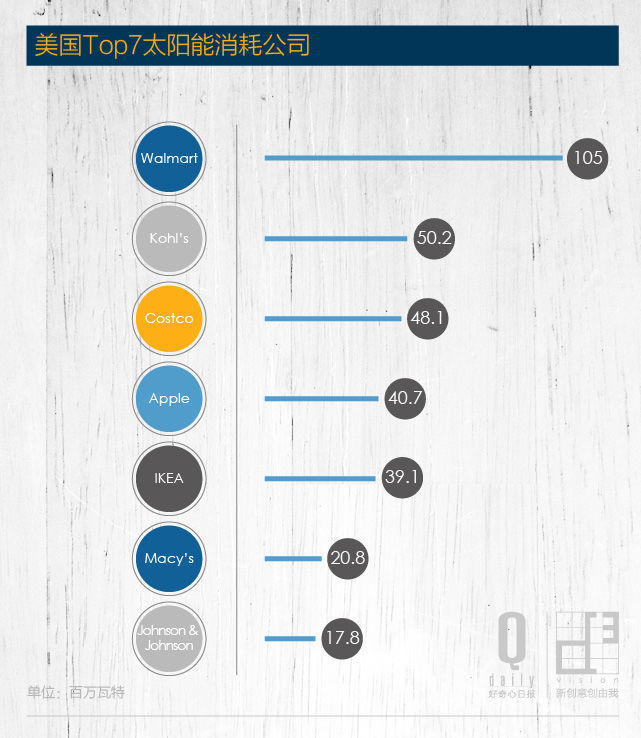 美国Top7太阳能消耗公司
Walmart
105
Kohl's
50.2
Costco
48.1
Apple
40.7
IKEA
39.1
Macy's
20.8
Johnson &
Johnson
17.8
单位：百万瓦特
Q
daily
好奇心日报
d3
vision
新创意创由我